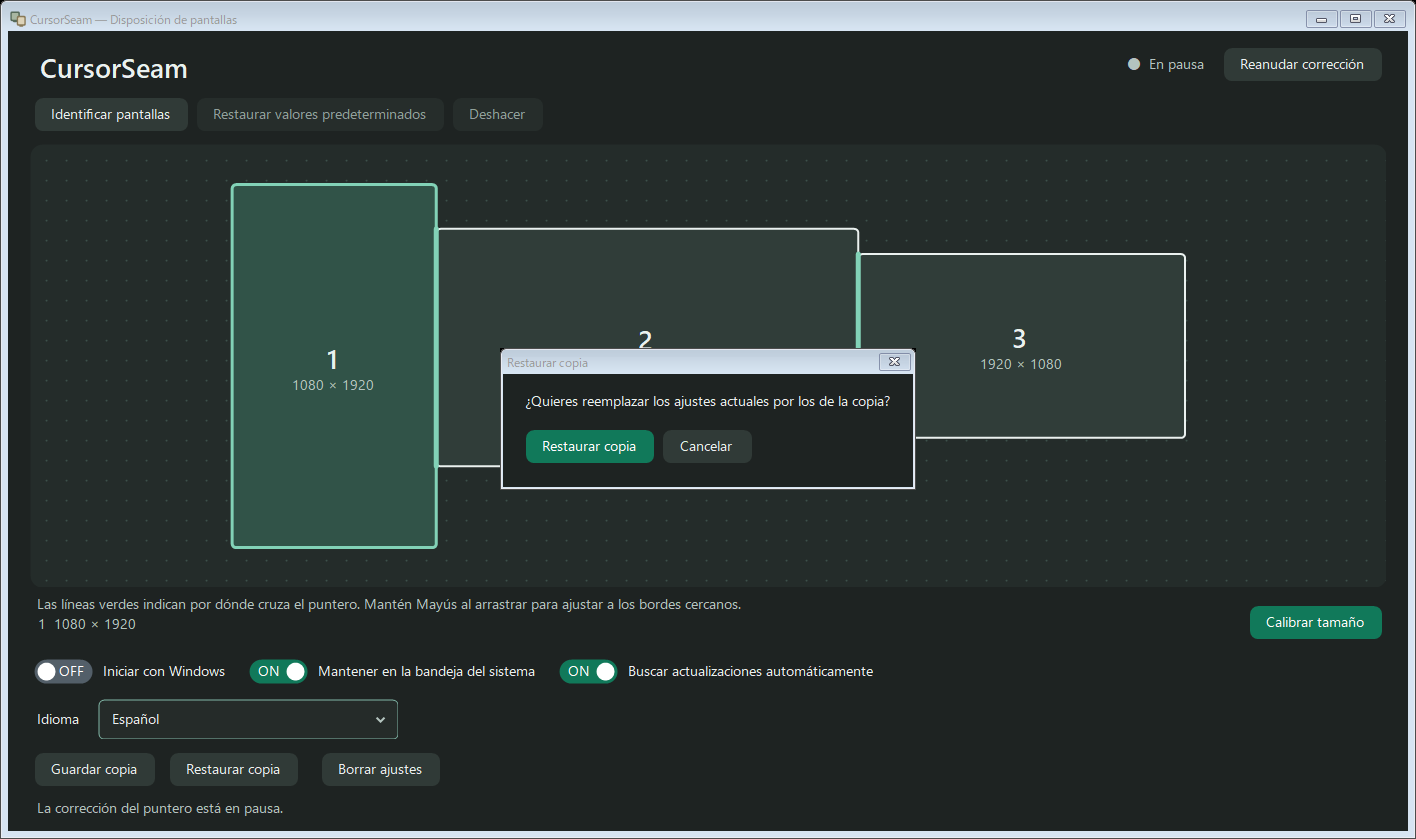 CursorSeam — Disposición de pantallas
CursorSeam
En pausa
Reanudar corrección
Identificar pantallas
Restaurar valores predeterminados
Deshacer
1
1080 × 1920
2
3
1920 × 1080
Restaurar copia
¿Quieres reemplazar los ajustes actuales por los de la copia?
Restaurar copia
Cancelar
Las líneas verdes indican por dónde cruza el puntero. Mantén Mayús al arrastrar para ajustar a los bordes cercanos.
1 1080 × 1920
Calibrar tamaño
OFF Iniciar con Windows
ON Mantener en la bandeja del sistema
ON Buscar actualizaciones automáticamente
Idioma
Español
Guardar copia
Restaurar copia
Borrar ajustes
La corrección del puntero está en pausa.